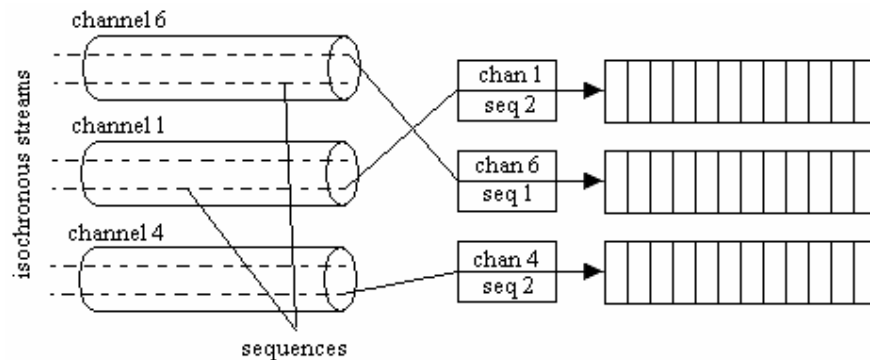 channel 6
channel 1
channel 4
isochronous streams
sequences
chan 1
seq 2
chan 6
seq 1
chan 4
seq 2